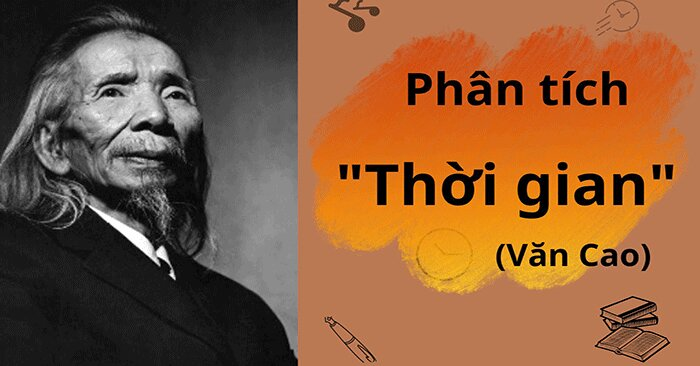 Phân tích
"Thời gian"
(Văn Cao)